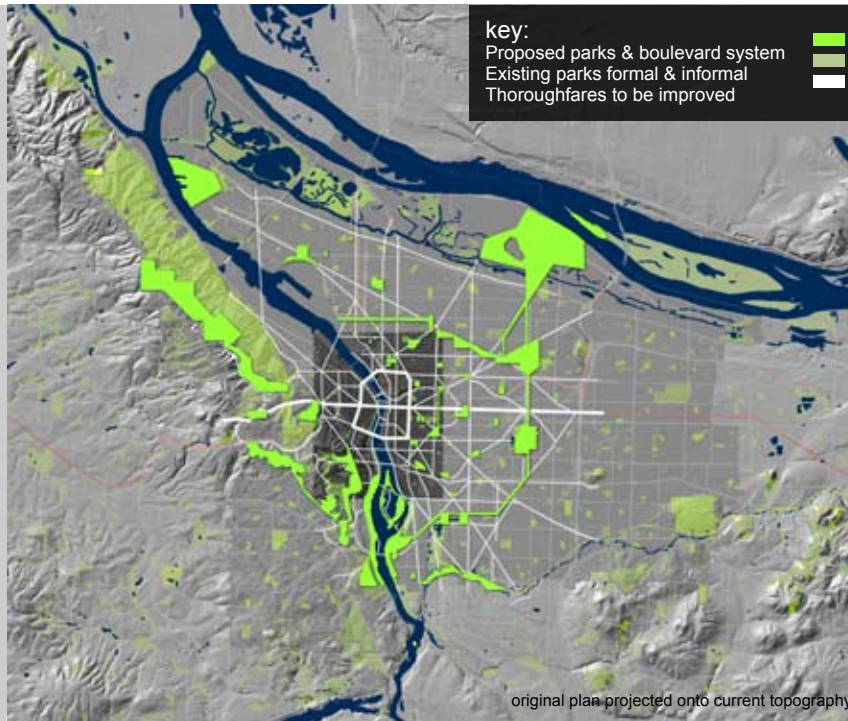 key:
Proposed parks & boulevard system
Existing parks formal & informal
Thoroughfares to be improved
original plan projected onto current topography